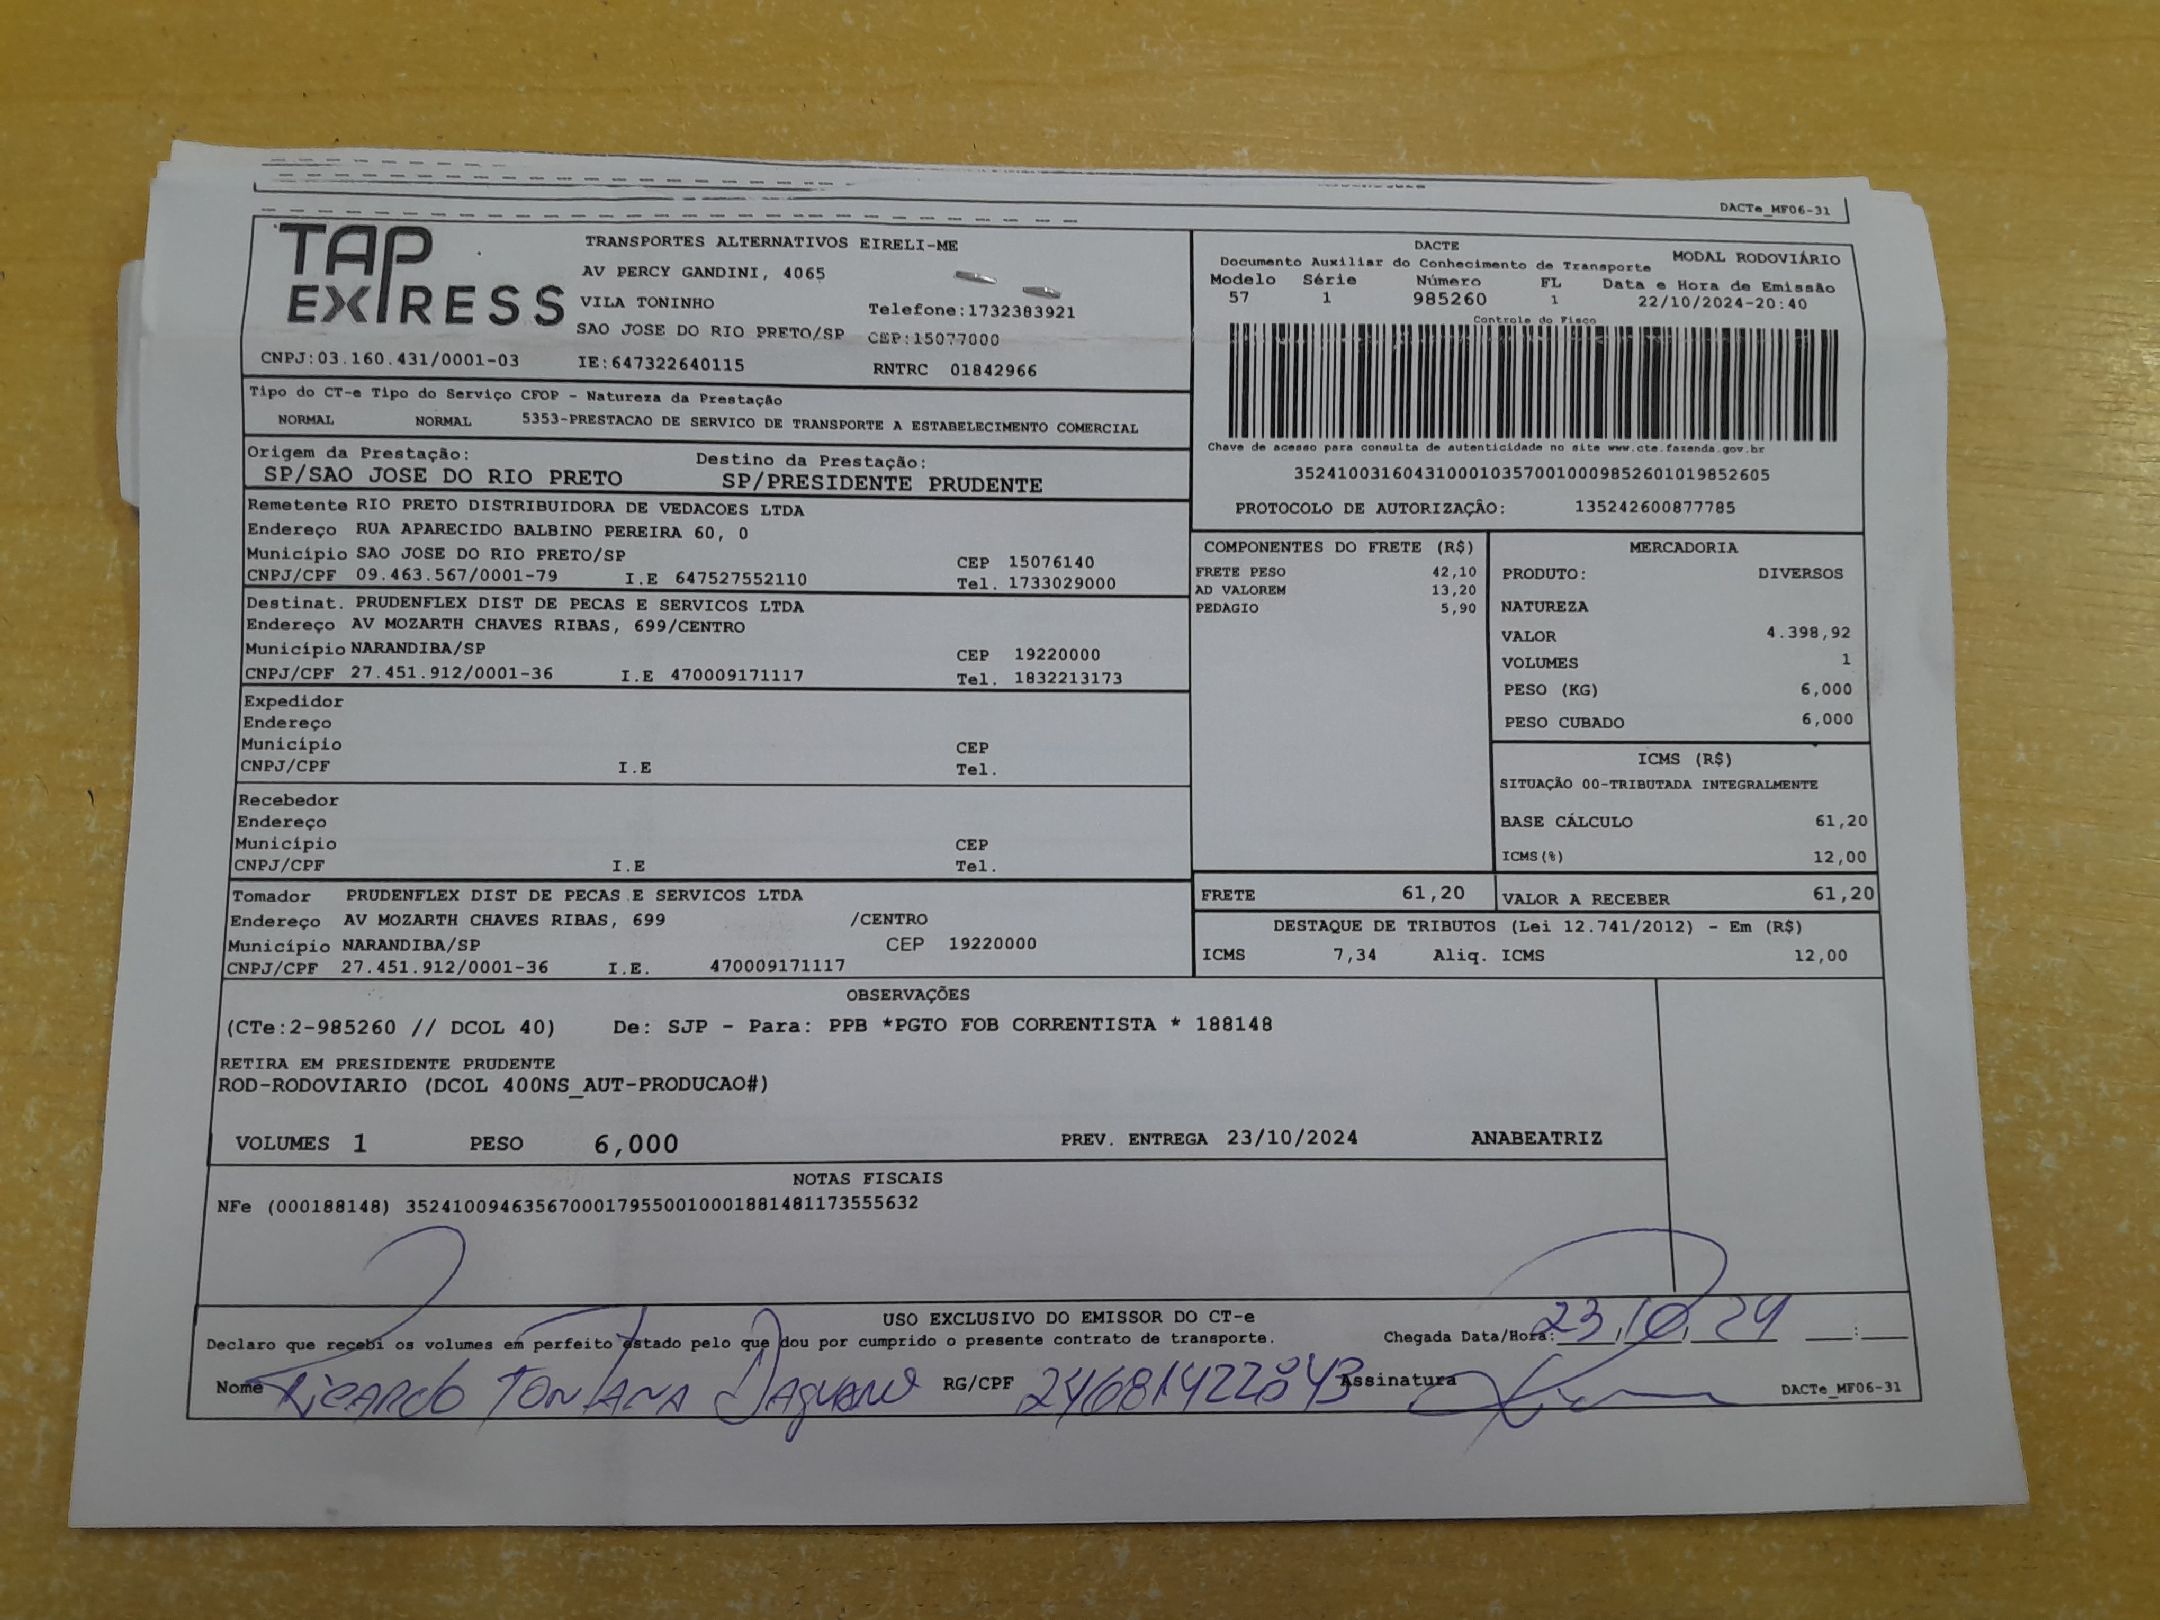 DACTe_MF06-31
TAP EXPRESS
TRANSPORTES ALTERNATIVOS EIRELI-ME
AV PERCY GANDINI, 4065
VILA TONINHO Telefone:1732383921
SAO JOSE DO RIO PRETO/SP CEP:15077000
CNPJ:03.160.431/0001-03 IE:647322640115 RNTRC 01842966
DACTE MODAL RODOVIÁRIO
Documento Auxiliar do Conhecimento de Transporte
Modelo Série Número FL Data e Hora de Emissão
57 1 985260 1 22/10/2024-20:40
Controle do Fisco
Chave de acesso para consulta de autenticidade no site www.cte.fazenda.gov.br
35241003160431000103570010009852601019852605
PROTOCOLO DE AUTORIZAÇÃO: 135242600877785
Tipo do CT-e Tipo do Serviço CFOP - Natureza da Prestação
NORMAL NORMAL 5353-PRESTACAO DE SERVICO DE TRANSPORTE A ESTABELECIMENTO COMERCIAL
Origem da Prestação: Destino da Prestação:
SP/SAO JOSE DO RIO PRETO SP/PRESIDENTE PRUDENTE
Remetente RIO PRETO DISTRIBUIDORA DE VEDACOES LTDA
Endereço RUA APARECIDO BALBINO PEREIRA 60, 0
Município SAO JOSE DO RIO PRETO/SP CEP 15076140
CNPJ/CPF 09.463.567/0001-79 I.E 647527552110 Tel. 1733029000
Destinat. PRUDENFLEX DIST DE PECAS E SERVICOS LTDA
Endereço AV MOZARTH CHAVES RIBAS, 699/CENTRO
Município NARANDIBA/SP CEP 19220000
CNPJ/CPF 27.451.912/0001-36 I.E 470009171117 Tel. 1832213173
Expedidor
Endereço
Município CEP
CNPJ/CPF I.E Tel.
Recebedor
Endereço
Município CEP
CNPJ/CPF I.E Tel.
Tomador PRUDENFLEX DIST DE PECAS E SERVICOS LTDA
Endereço AV MOZARTH CHAVES RIBAS, 699 /CENTRO
Município NARANDIBA/SP CEP 19220000
CNPJ/CPF 27.451.912/0001-36 I.E. 470009171117
COMPONENTES DO FRETE (R$)
FRETE PESO 42,10
AD VALOREM 13,20
PEDAGIO 5,90
MERCADORIA
PRODUTO: DIVERSOS
NATUREZA
VALOR 4.398,92
VOLUMES 1
PESO (KG) 6,000
PESO CUBADO 6,000
ICMS (R$)
SITUAÇÃO 00-TRIBUTADA INTEGRALMENTE
BASE CÁLCULO 61,20
ICMS(%) 12,00
FRETE 61,20 VALOR A RECEBER 61,20
DESTAQUE DE TRIBUTOS (Lei 12.741/2012) - Em (R$)
ICMS 7,34 Aliq. ICMS 12,00
OBSERVAÇÕES
(CTe:2-985260 // DCOL 40) De: SJP - Para: PPB *PGTO FOB CORRENTISTA * 188148
RETIRA EM PRESIDENTE PRUDENTE
ROD-RODOVIARIO (DCOL 400NS_AUT-PRODUCAO#)
VOLUMES 1 PESO 6,000 PREV. ENTREGA 23/10/2024 ANABEATRIZ
NOTAS FISCAIS
NFe (000188148) 35241009463567000179550010001881481173555632
USO EXCLUSIVO DO EMISSOR DO CT-e
Declaro que recebi os volumes em perfeito estado pelo que dou por cumprido o presente contrato de transporte. Chegada Data/Hora: 23/10/24 __:__
Nome Ricardo RG/CPF Assinatura DACTe_MF06-31